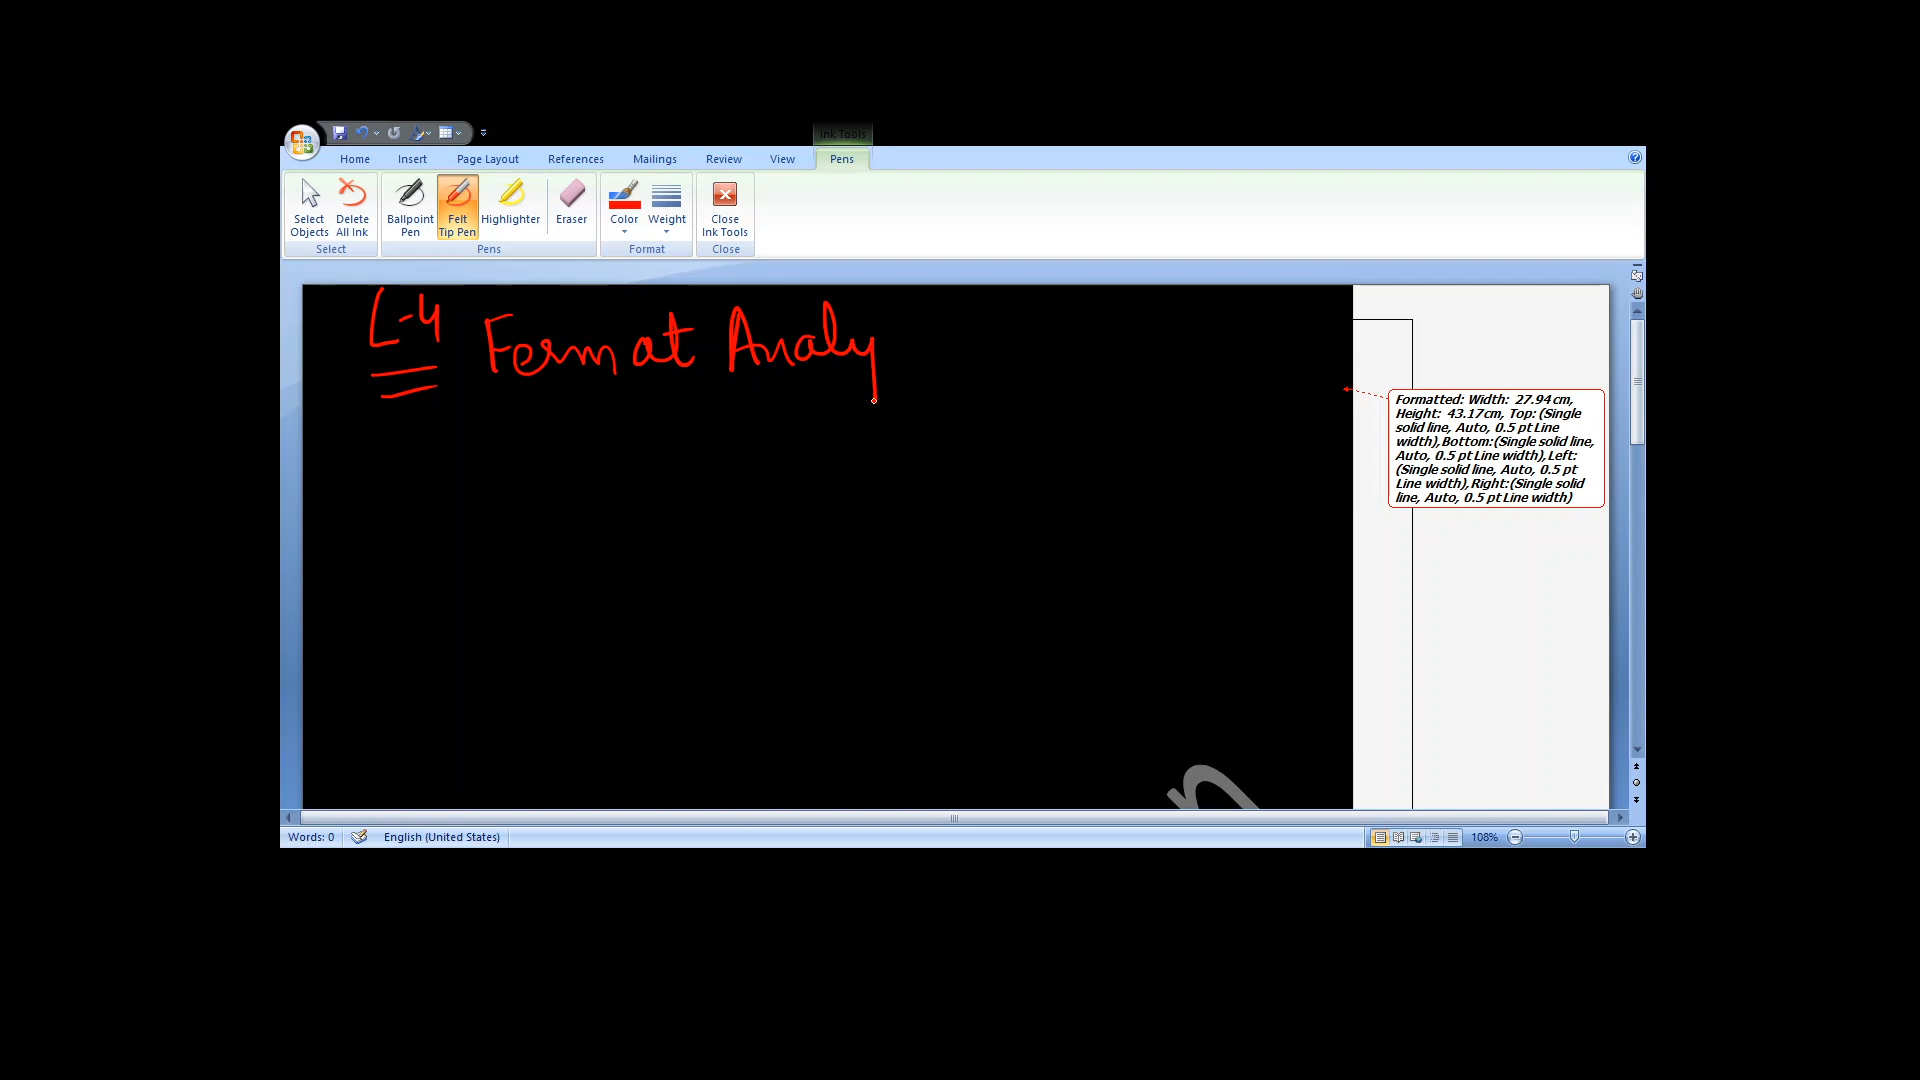 Ink Tools
Home Insert Page Layout References Mailings Review View Pens
Select Objects Delete All Ink Ballpoint Pen Felt Tip Pen Highlighter Eraser Color Weight Close Ink Tools
Select Pens Format Close
L-4 Format Analy
Formatted: Width: 27.94 cm,
Height: 43.17 cm, Top: (Single
solid line, Auto, 0.5 pt Line
width), Bottom: (Single solid line,
Auto, 0.5 pt Line width), Left:
(Single solid line, Auto, 0.5 pt
Line width), Right: (Single solid
line, Auto, 0.5 pt Line width)
n
Words: 0 English (United States) 108%